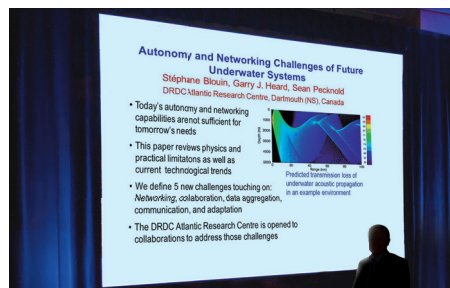 Autonomy and Networking Challenges of Future
Underwater Systems
Stéphane Blouin, Garry J. Heard, Sean Pecknold
DRDC Atlantic Research Centre, Dartmouth (NS), Canada
• Today's autonomy and networking
capabilities arenot sufficient for
tomorrow's needs
• This paper reviews physics and
practical limitatons as well as
current technological trends
• We define 5 new challenges touching on:
Networking, collaboration, data aggregation,
communication, and adaptation
• The DRDC Atlantic Research Centre is opened to
collaborations to address those challenges
Depth (m)
Range (km)
Predicted transmission loss of
underwater acoustic propagation
in an example environment